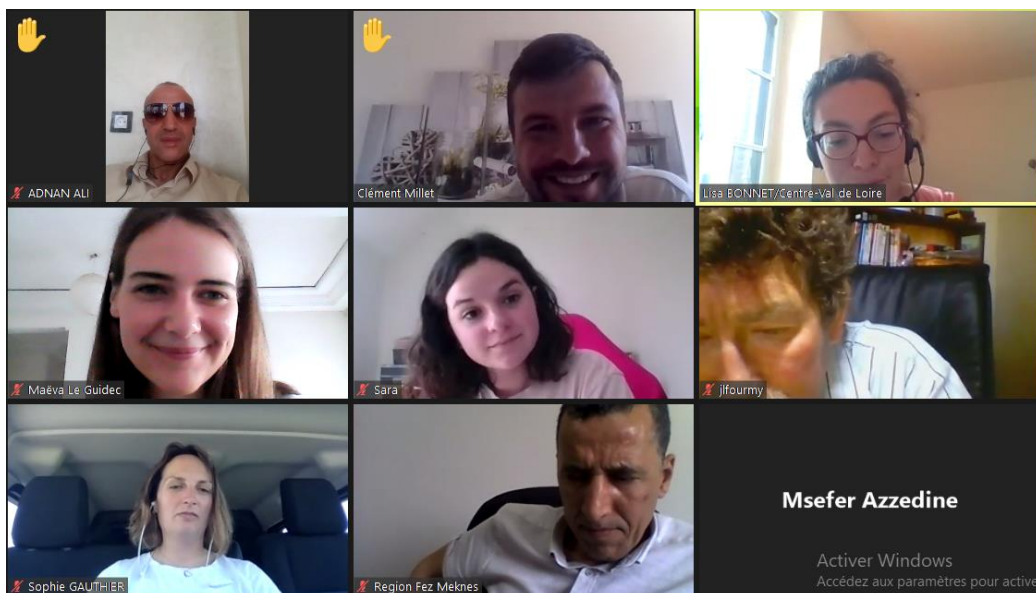 ADNAN ALI
Clément Millet
Lisa BONNET/Centre-Val de Loire
Maëva Le Guidec
Sara
jlfourmy
Sophie GAUTHIER
Region Fez Meknes
Msefer Azzedine
Activer Windows
Accédez aux paramètres pour active